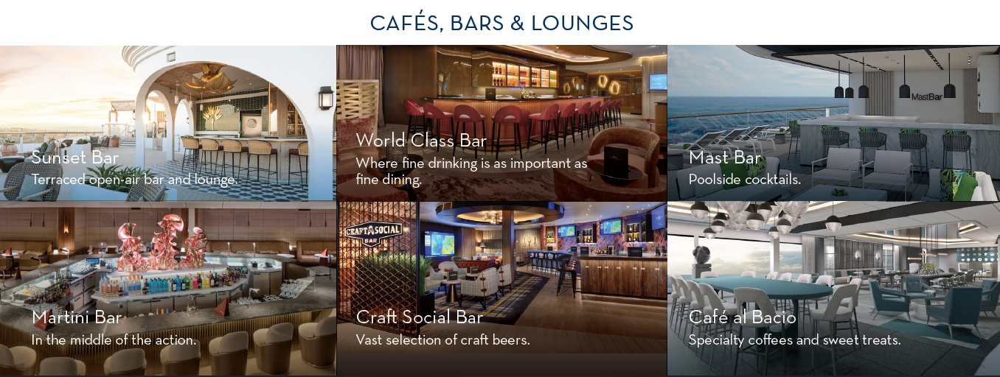 CAFÉS, BARS & LOUNGES
Sunset Bar
Terraced open-air bar and lounge.
World Class Bar
Where fine drinking is as important as
fine dining.
MastBar
Mast Bar
Poolside cocktails.
Martini Bar
In the middle of the action.
CRAFT SOCIAL
BAR
Craft Social Bar
Vast selection of craft beers.
Café al Bacio
Specialty coffees and sweet treats.